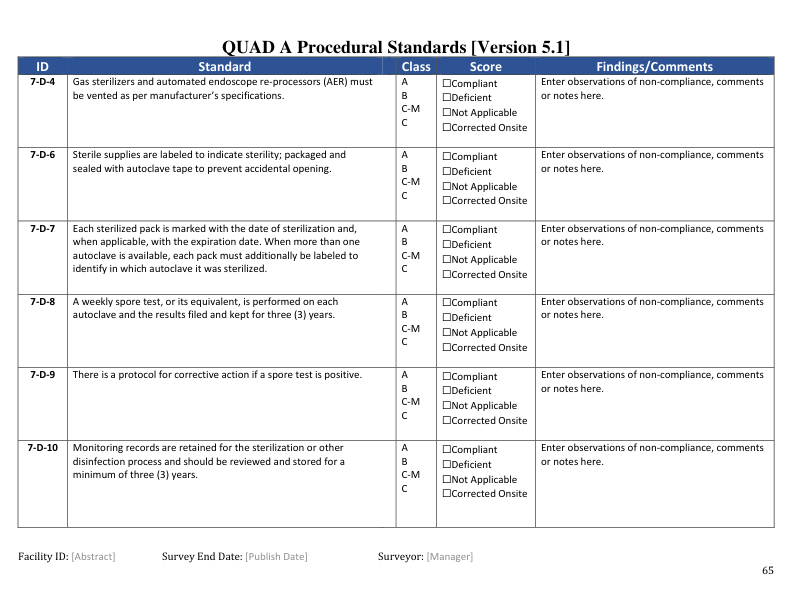 QUAD A Procedural Standards [Version 5.1]
ID Standard Class Score Findings/Comments
7-D-4
Gas sterilizers and automated endoscope re-processors (AER) must
be vented as per manufacturer's specifications.
A
B
C-M
C
☐Compliant
☐Deficient
☐Not Applicable
☐Corrected Onsite
Enter observations of non-compliance, comments
or notes here.
7-D-6
Sterile supplies are labeled to indicate sterility; packaged and
sealed with autoclave tape to prevent accidental opening.
A
B
C-M
C
☐Compliant
☐Deficient
☐Not Applicable
☐Corrected Onsite
Enter observations of non-compliance, comments
or notes here.
7-D-7
Each sterilized pack is marked with the date of sterilization and,
when applicable, with the expiration date. When more than one
autoclave is available, each pack must additionally be labeled to
identify in which autoclave it was sterilized.
A
B
C-M
C
☐Compliant
☐Deficient
☐Not Applicable
☐Corrected Onsite
Enter observations of non-compliance, comments
or notes here.
7-D-8
A weekly spore test, or its equivalent, is performed on each
autoclave and the results filed and kept for three (3) years.
A
B
C-M
C
☐Compliant
☐Deficient
☐Not Applicable
☐Corrected Onsite
Enter observations of non-compliance, comments
or notes here.
7-D-9
There is a protocol for corrective action if a spore test is positive.
A
B
C-M
C
☐Compliant
☐Deficient
☐Not Applicable
☐Corrected Onsite
Enter observations of non-compliance, comments
or notes here.
7-D-10
Monitoring records are retained for the sterilization or other
disinfection process and should be reviewed and stored for a
minimum of three (3) years.
A
B
C-M
C
☐Compliant
☐Deficient
☐Not Applicable
☐Corrected Onsite
Enter observations of non-compliance, comments
or notes here.
Facility ID: [Abstract] Survey End Date: [Publish Date] Surveyor: [Manager]
65